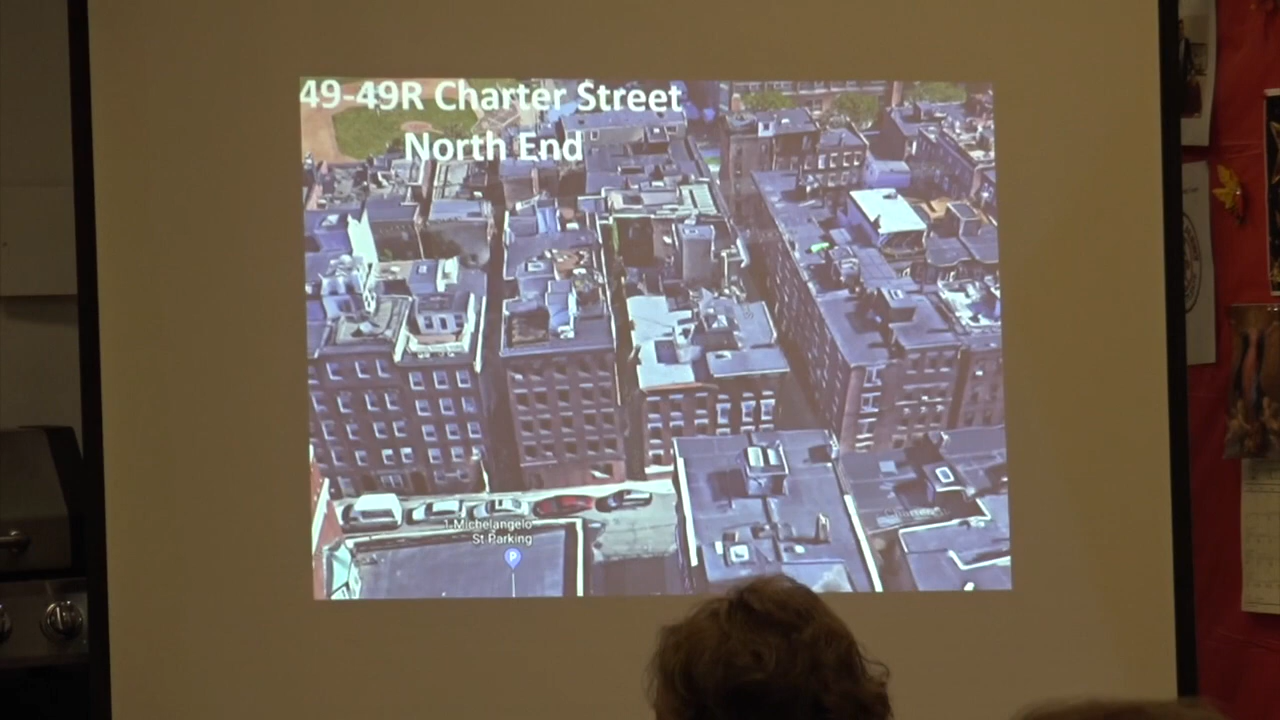 49-49R Charter Street
North End
1 Michelangelo
St Parking
P